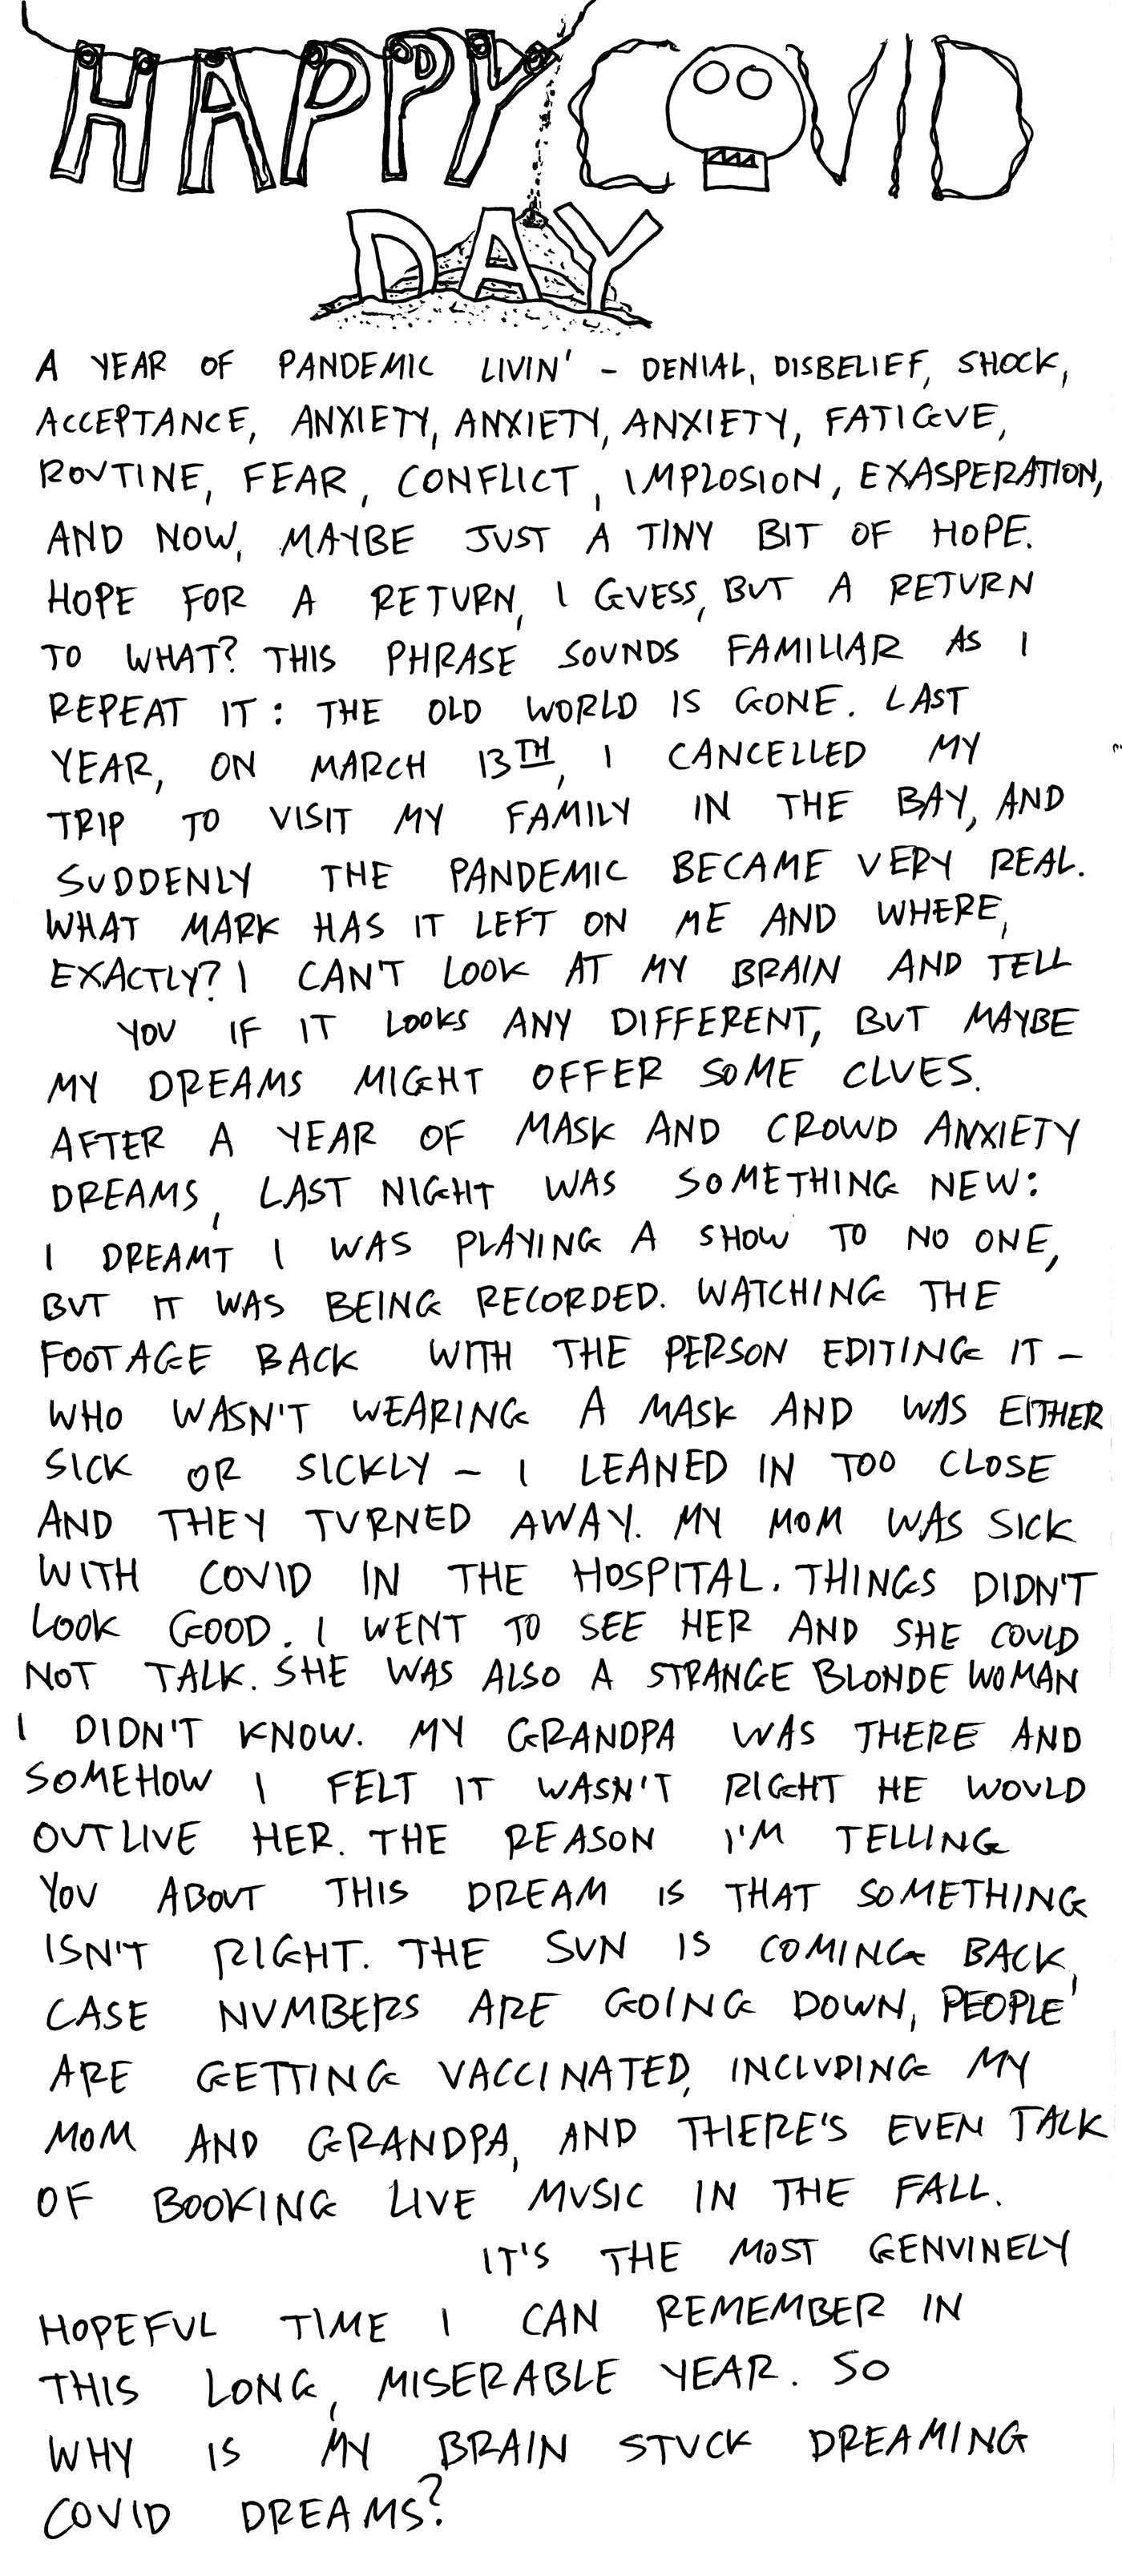 HAPPY COVID
DAY
A YEAR OF PANDEMIC LIVIN' - DENIAL, DISBELIEF, SHOCK,
ACCEPTANCE, ANXIETY, ANXIETY, ANXIETY, FATIGUE,
ROUTINE, FEAR, CONFLICT, IMPLOSION, EXASPERATION,
AND NOW, MAYBE JUST A TINY BIT OF HOPE.
HOPE FOR A RETURN, I GUESS, BUT A RETURN
TO WHAT? THIS PHRASE SOUNDS FAMILIAR AS I
REPEAT IT: THE OLD WORLD IS GONE. LAST
YEAR, ON MARCH 13TH, I CANCELLED MY
TRIP TO VISIT MY FAMILY IN THE BAY, AND
SUDDENLY THE PANDEMIC BECAME VERY REAL.
WHAT MARK HAS IT LEFT ON ME AND WHERE,
EXACTLY? I CAN'T LOOK AT MY BRAIN AND TELL
YOU IF IT LOOKS ANY DIFFERENT, BUT MAYBE
MY DREAMS MIGHT OFFER SOME CLUES.
AFTER A YEAR OF MASK AND CROWD ANXIETY
DREAMS, LAST NIGHT WAS SOMETHING NEW:
I DREAMT I WAS PLAYING A SHOW TO NO ONE,
BUT IT WAS BEING RECORDED. WATCHING THE
FOOTAGE BACK WITH THE PERSON EDITING IT -
WHO WASN'T WEARING A MASK AND WAS EITHER
SICK OR SICKLY - I LEANED IN TOO CLOSE
AND THEY TURNED AWAY. MY MOM WAS SICK
WITH COVID IN THE HOSPITAL. THINGS DIDN'T
LOOK GOOD. I WENT TO SEE HER AND SHE COULD
NOT TALK. SHE WAS ALSO A STRANGE BLONDE WOMAN
I DIDN'T KNOW. MY GRANDPA WAS THERE AND
SOMEHOW I FELT IT WASN'T RIGHT HE WOULD
OUTLIVE HER. THE REASON I'M TELLING
YOU ABOUT THIS DREAM IS THAT SOMETHING
ISN'T RIGHT. THE SUN IS COMING BACK,
CASE NUMBERS ARE GOING DOWN, PEOPLE
ARE GETTING VACCINATED, INCLUDING MY
MOM AND GRANDPA, AND THERE'S EVEN TALK
OF BOOKING LIVE MUSIC IN THE FALL.
IT'S THE MOST GENUINELY
HOPEFUL TIME I CAN REMEMBER IN
THIS LONG, MISERABLE YEAR. SO
WHY IS MY BRAIN STUCK DREAMING
COVID DREAMS?